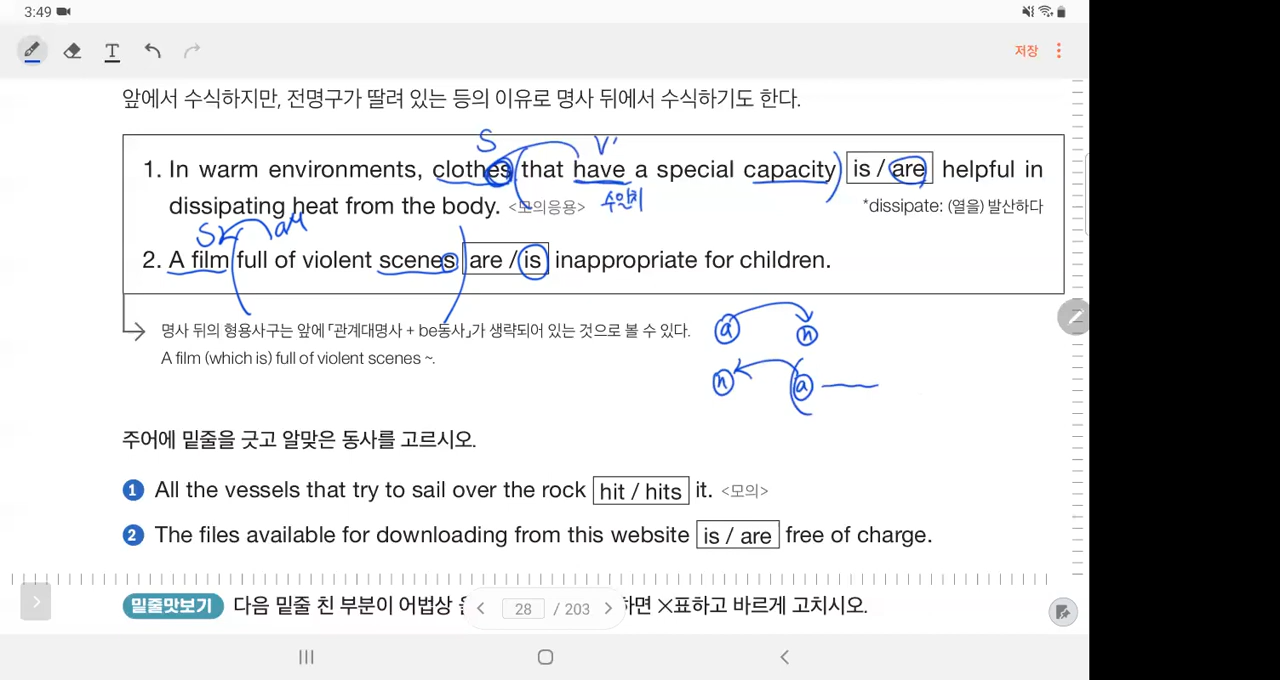 3:49
T
저장
앞에서 수식하지만, 전명구가 딸려 있는 등의 이유로 명사 뒤에서 수식하기도 한다.
S V'
1. In warm environments, clothes that have a special capacity is / are helpful in
dissipating heat from the body. <모의응용> 수일치 *dissipate: (열을) 발산하다
S
2. A film full of violent scenes are / is inappropriate for children.
명사 뒤의 형용사구는 앞에 「관계대명사 + be동사」가 생략되어 있는 것으로 볼 수 있다.
A film (which is) full of violent scenes ~.
a n
n a
주어에 밑줄을 긋고 알맞은 동사를 고르시오.
1 All the vessels that try to sail over the rock hit / hits it. <모의>
2 The files available for downloading from this website is / are free of charge.
밑줄맛보기 다음 밑줄 친 부분이 어법상 하면 X표하고 바르게 고치시오.
28 / 203